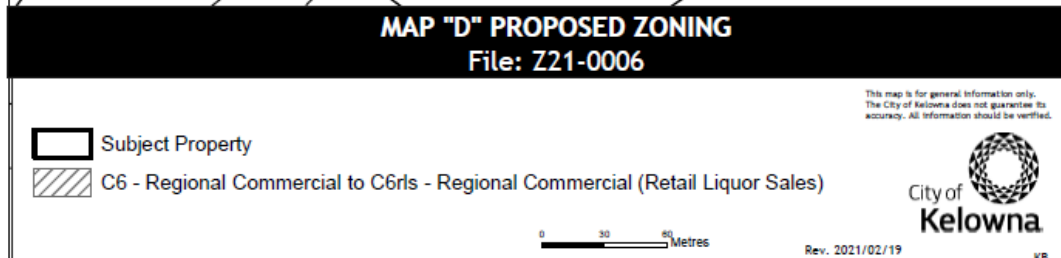 MAP "D" PROPOSED ZONING
File: Z21-0006
This map is for general information only.
The City of Kelowna does not guarantee its
accuracy. All information should be verified.
Subject Property
C6 - Regional Commercial to C6rls - Regional Commercial (Retail Liquor Sales)
City of
Kelowna
0 30 60 Metres
Rev. 2021/02/19
KB